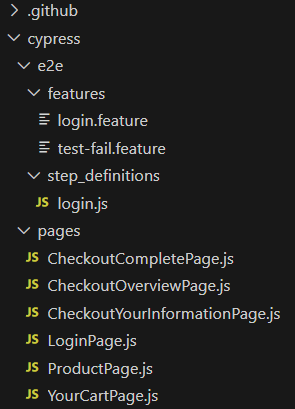 .github
cypress
e2e
features
login.feature
test-fail.feature
step_definitions
JS login.js
pages
JS CheckoutCompletePage.js
JS CheckoutOverviewPage.js
JS CheckoutYourInformationPage.js
JS LoginPage.js
JS ProductPage.js
JS YourCartPage.js